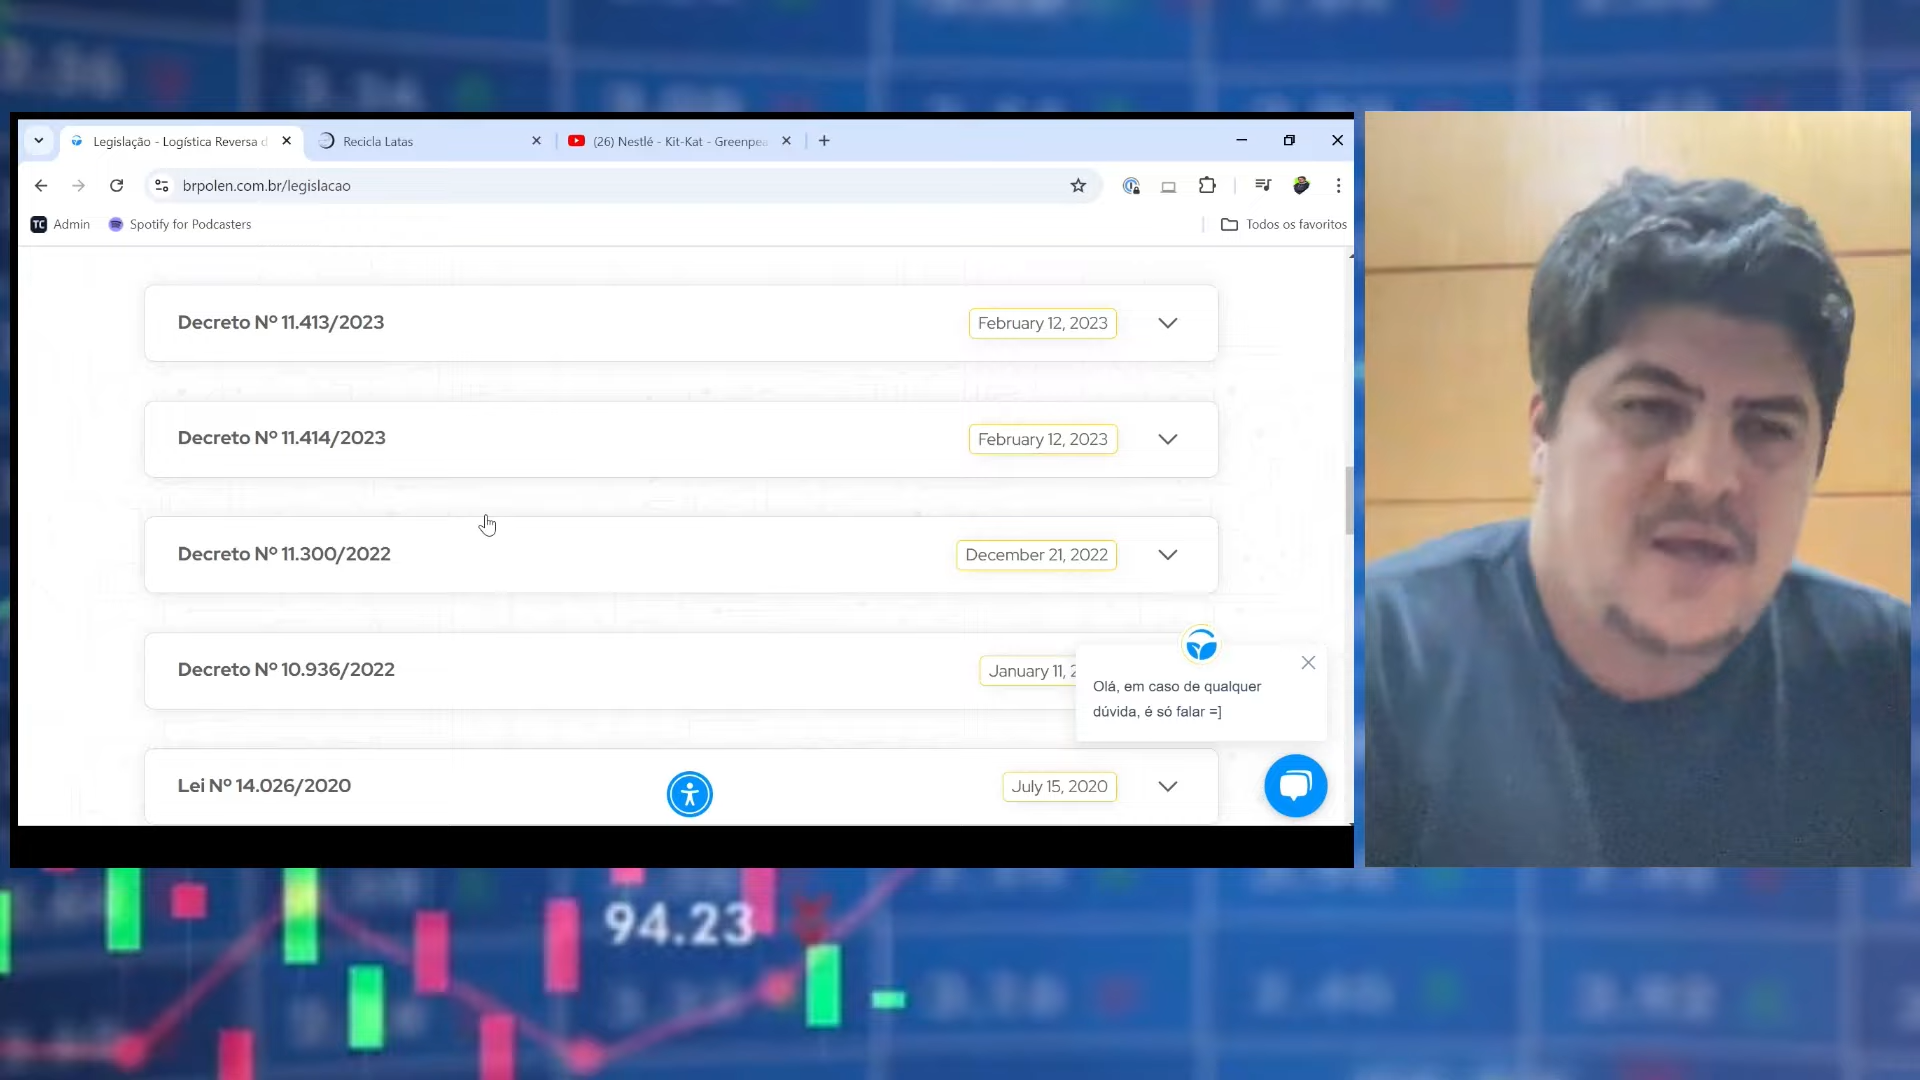 Legislação - Logística Reversa d
Recicla Latas
(26) Nestlé - Kit-Kat - Greenpea
brpolen.com.br/legislacao
TC Admin
Spotify for Podcasters
Todos os favoritos
Decreto Nº 11.413/2023
February 12, 2023
Decreto Nº 11.414/2023
February 12, 2023
Decreto Nº 11.300/2022
December 21, 2022
Decreto Nº 10.936/2022
January 11, 2
Olá, em caso de qualquer
dúvida, é só falar =]
Lei Nº 14.026/2020
July 15, 2020
94.23